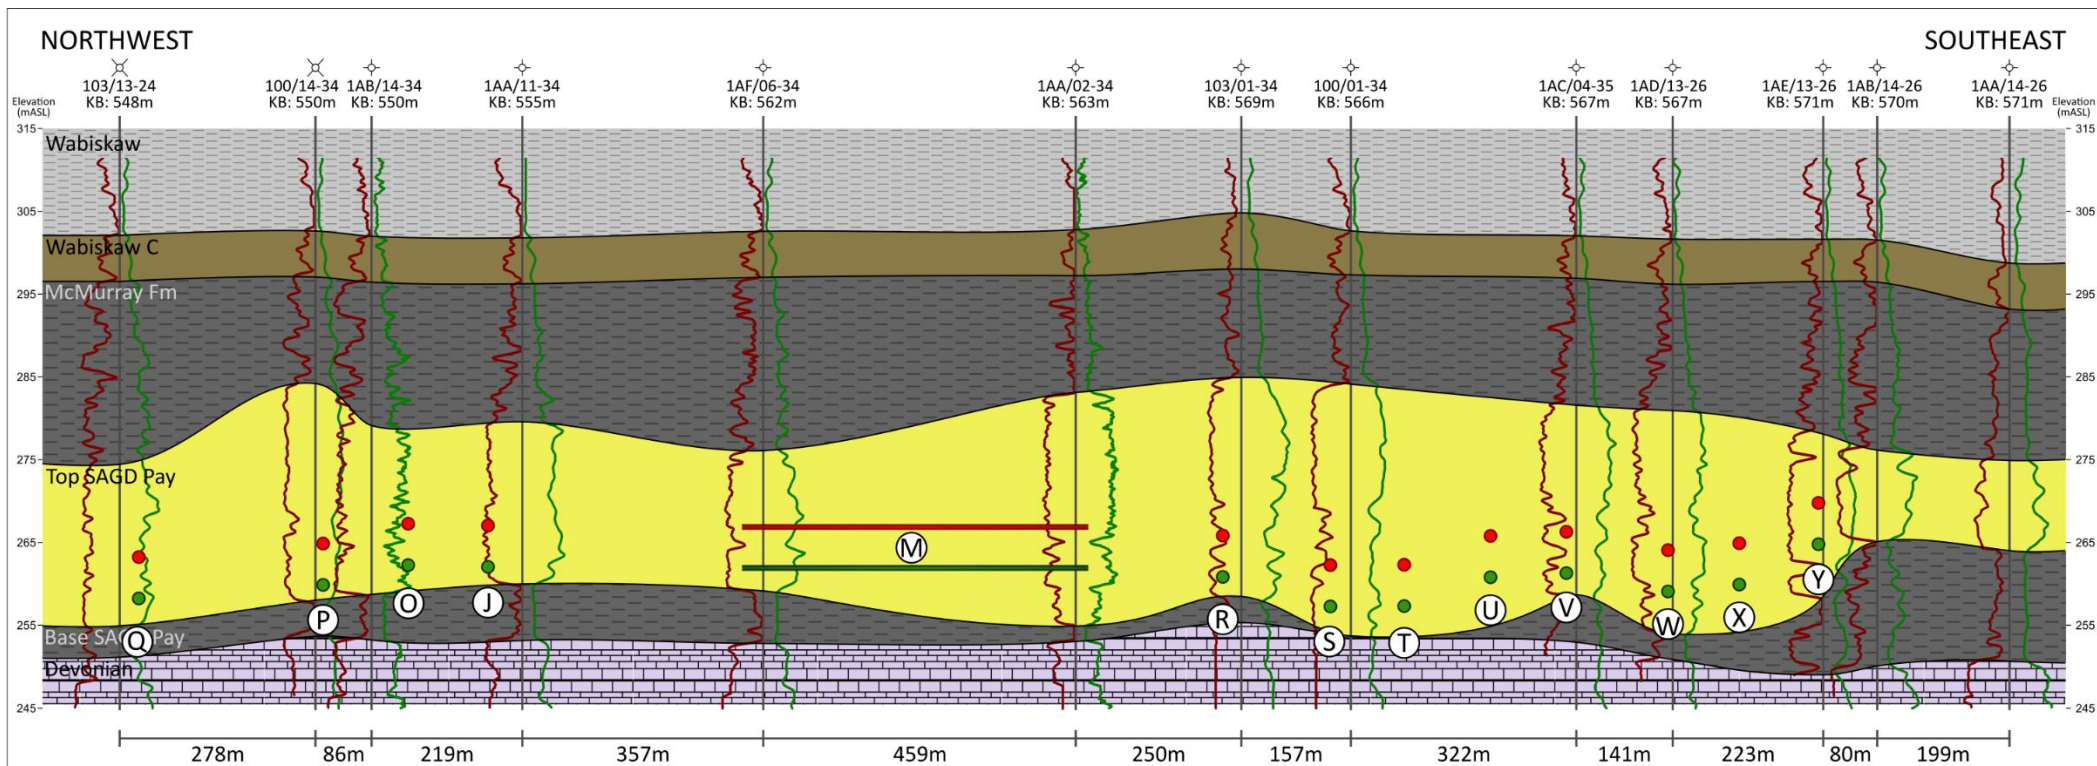 NORTHWEST
SOUTHEAST
103/13-24
KB: 548m
100/14-34
KB: 550m
1AB/14-34
KB: 550m
1AA/11-34
KB: 555m
1AF/06-34
KB: 562m
1AA/02-34
KB: 563m
103/01-34
KB: 569m
100/01-34
KB: 566m
1AC/04-35
KB: 567m
1AD/13-26
KB: 567m
1AE/13-26
KB: 571m
1AB/14-26
KB: 570m
1AA/14-26
KB: 571m
Elevation
(mASL)
Elevation
(mASL)
315
315
Wabiskaw
305
305
Wabiskaw C
McMurray Fm
295
295
285
285
275
275
Top SAGD Pay
265
265
M
Y
255
255
Q
P
O
J
R
S
T
U
V
W
X
Base SAGD Pay
Devonian
245
245
278m
86m
219m
357m
459m
250m
157m
322m
141m
223m
80m
199m